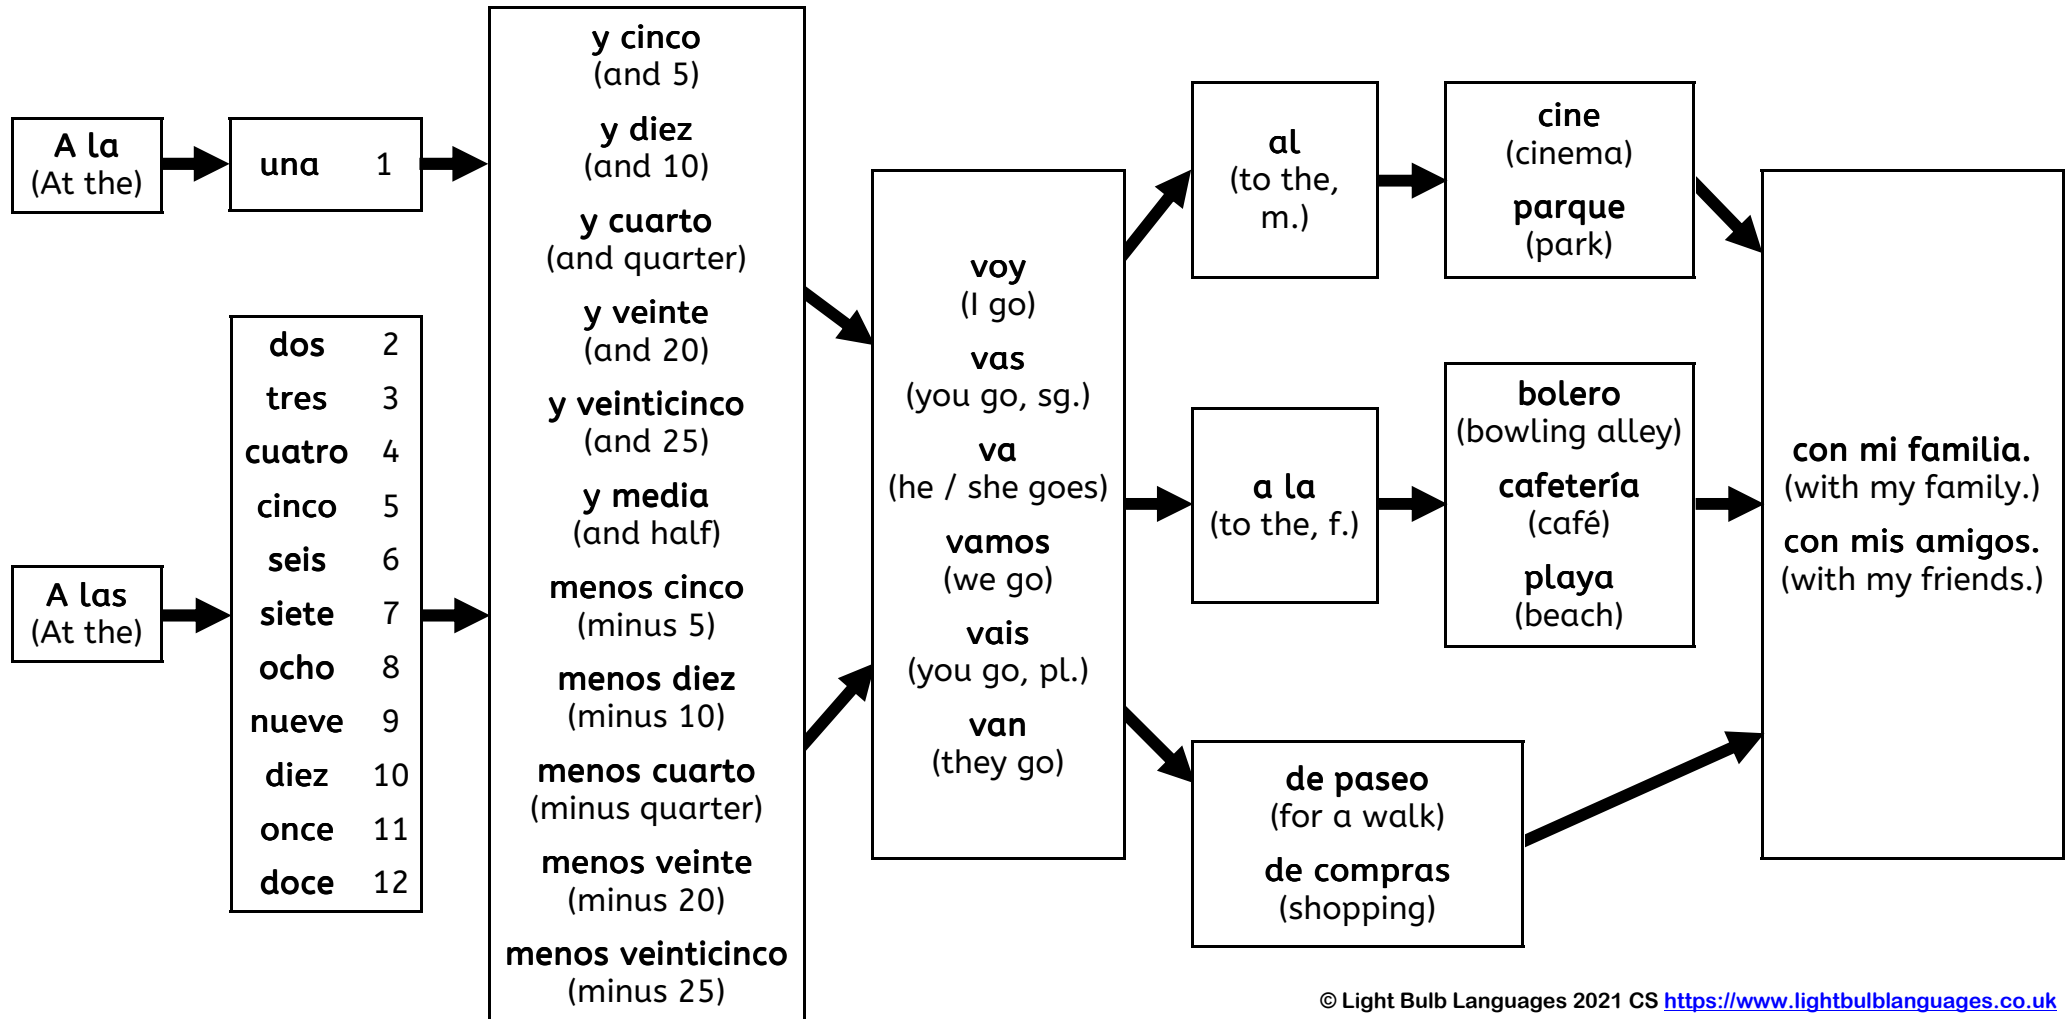 A la
(At the)
una 1
A las
(At the)
dos 2
tres 3
cuatro 4
cinco 5
seis 6
siete 7
ocho 8
nueve 9
diez 10
once 11
doce 12
y cinco
(and 5)
y diez
(and 10)
y cuarto
(and quarter)
y veinte
(and 20)
y veinticinco
(and 25)
y media
(and half)
menos cinco
(minus 5)
menos diez
(minus 10)
menos cuarto
(minus quarter)
menos veinte
(minus 20)
menos veinticinco
(minus 25)
voy
(I go)
vas
(you go, sg.)
va
(he / she goes)
vamos
(we go)
vais
(you go, pl.)
van
(they go)
al
(to the,
m.)
cine
(cinema)
parque
(park)
a la
(to the, f.)
bolero
(bowling alley)
cafetería
(café)
playa
(beach)
de paseo
(for a walk)
de compras
(shopping)
con mi familia.
(with my family.)
con mis amigos.
(with my friends.)
© Light Bulb Languages 2021 CS https://www.lightbulblanguages.co.uk